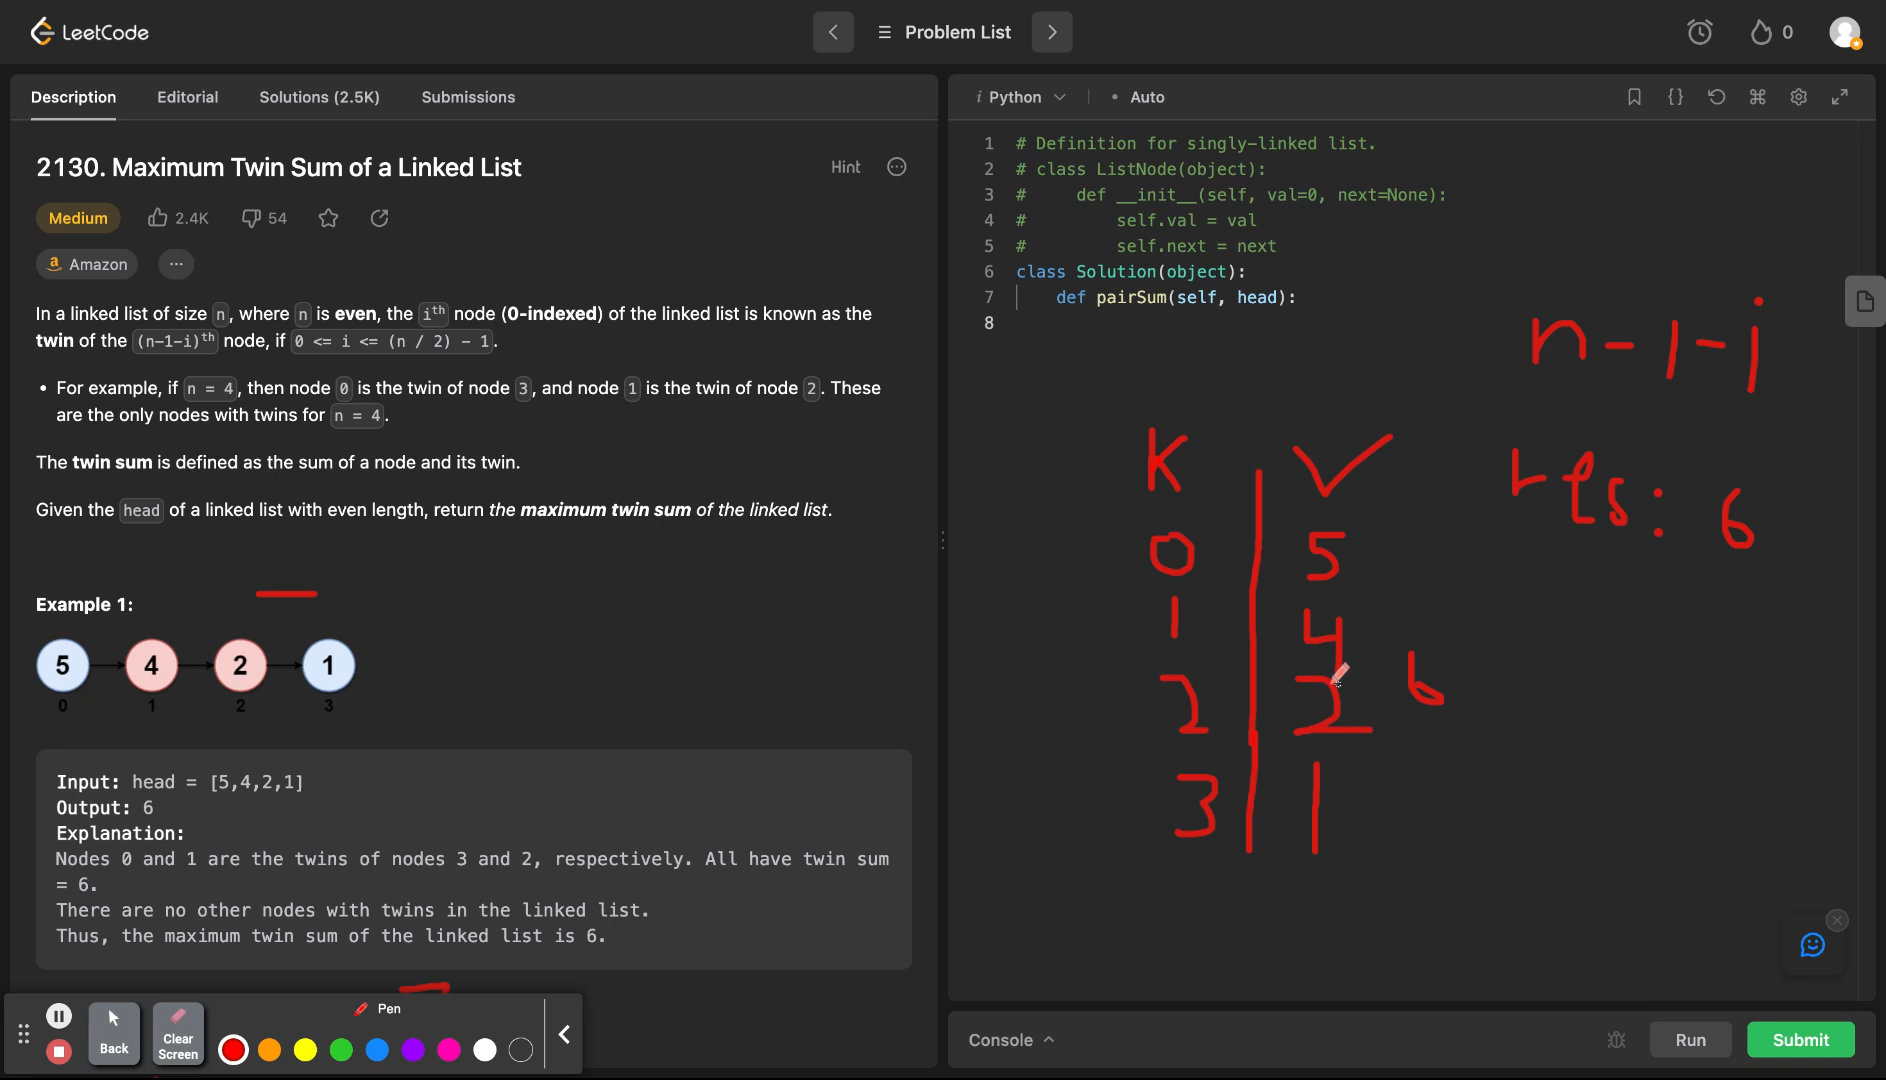 LeetCode
Problem List
0
Description Editorial Solutions (2.5K) Submissions
2130. Maximum Twin Sum of a Linked List
Hint
Medium 2.4K 54
Amazon ...
In a linked list of size n, where n is even, the ith node (0-indexed) of the linked list is known as the
twin of the (n-1-i)th node, if 0 <= i <= (n / 2) - 1.
• For example, if n = 4, then node 0 is the twin of node 3, and node 1 is the twin of node 2. These
are the only nodes with twins for n = 4.
The twin sum is defined as the sum of a node and its twin.
Given the head of a linked list with even length, return the maximum twin sum of the linked list.
Example 1:
5 4 2 1
0 1 2 3
Input: head = [5,4,2,1]
Output: 6
Explanation:
Nodes 0 and 1 are the twins of nodes 3 and 2, respectively. All have twin sum
= 6.
There are no other nodes with twins in the linked list.
Thus, the maximum twin sum of the linked list is 6.
Pen
Back
Clear
Screen
i Python • Auto
1 # Definition for singly-linked list.
2 # class ListNode(object):
3 #     def __init__(self, val=0, next=None):
4 #         self.val = val
5 #         self.next = next
6 class Solution(object):
7     def pairSum(self, head):
8
n-1-i
K V
res: 6
0 5
1 4
2 2 6
3 1
Console
Run
Submit